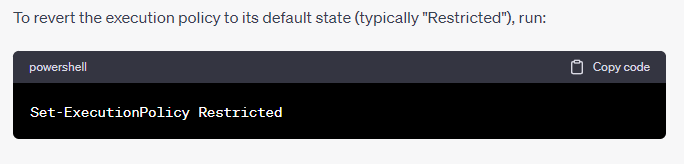 To revert the execution policy to its default state (typically "Restricted"), run:
powershell
Copy code
Set-ExecutionPolicy Restricted